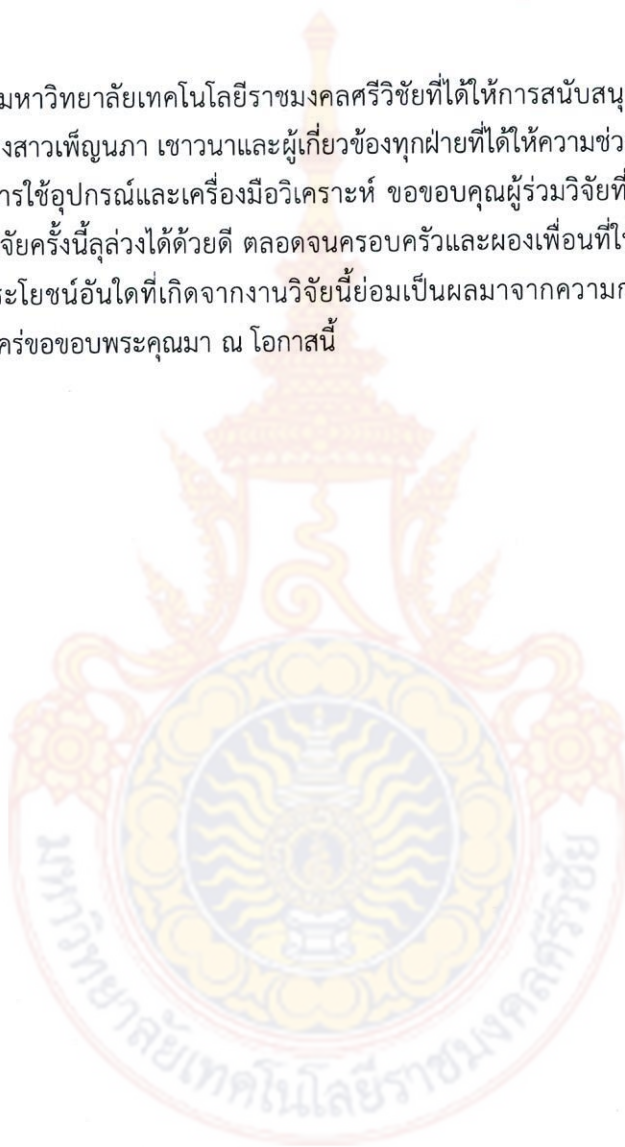 มหาวิทยาลัยเทคโนโลยีราชมงคลศรีวิชัยที่ได้ให้การสนับสนุ
งสาวเพ็ญนภา เชาวนาและผู้เกี่ยวข้องทุกฝ่ายที่ได้ให้ความช่ว
ารใช้อุปกรณ์และเครื่องมือวิเคราะห์ ขอขอบคุณผู้ร่วมวิจัยที่
จัยครั้งนี้ลุล่วงได้ด้วยดี ตลอดจนครอบครัวและผองเพื่อนที่ใ
ระโยชน์อันใดที่เกิดจากงานวิจัยนี้ย่อมเป็นผลมาจากความก
คร่ขอขอบพระคุณมา ณ โอกาสนี้
มหาวิทยาลัยเทคโนโลยีราชมงคลศรีวิชัย